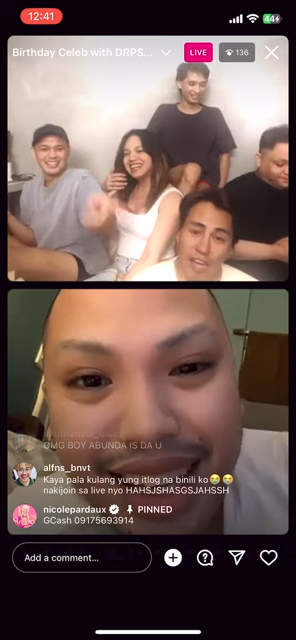 12:41
44
Birthday Celeb with DRPS...
LIVE
136
OMG BOY ABUNDA IS DA U
alfns_bnvt
Kaya pala kulang yung itlog na binili ko😭😭
nakijoin sa live nyo HAHSJSHASGSJAHSSH
nicolepardaux PINNED
GCash 09175693914
Add a comment...